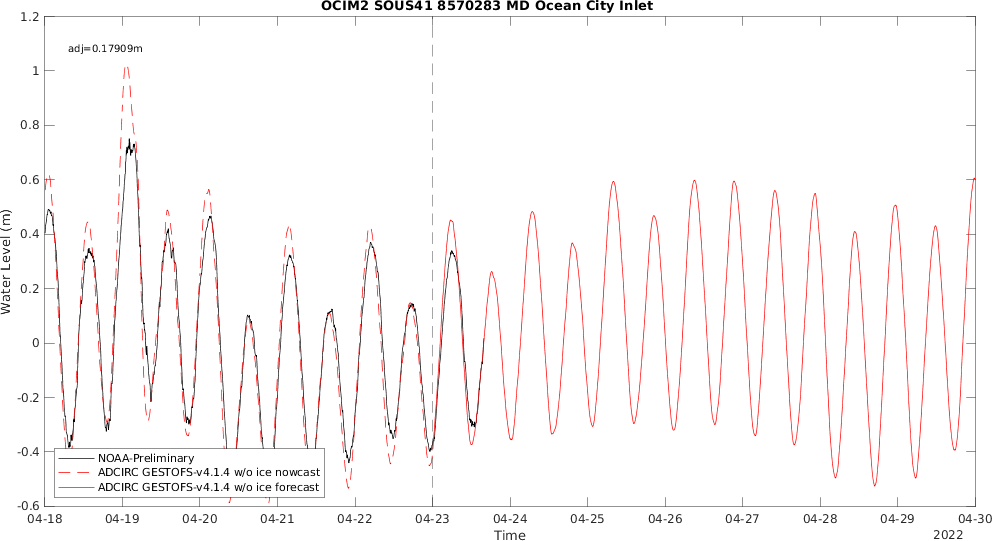 OCIM2 SOUS41 8570283 MD Ocean City Inlet
adj=0.17909m
Water Level (m)
1.2
1
0.8
0.6
0.4
0.2
0
-0.2
-0.4
-0.6
NOAA-Preliminary
ADCIRC GESTOFS-v4.1.4 w/o ice nowcast
ADCIRC GESTOFS-v4.1.4 w/o ice forecast
04-18 04-19 04-20 04-21 04-22 04-23 04-24 04-25 04-26 04-27 04-28 04-29 04-30
Time
2022